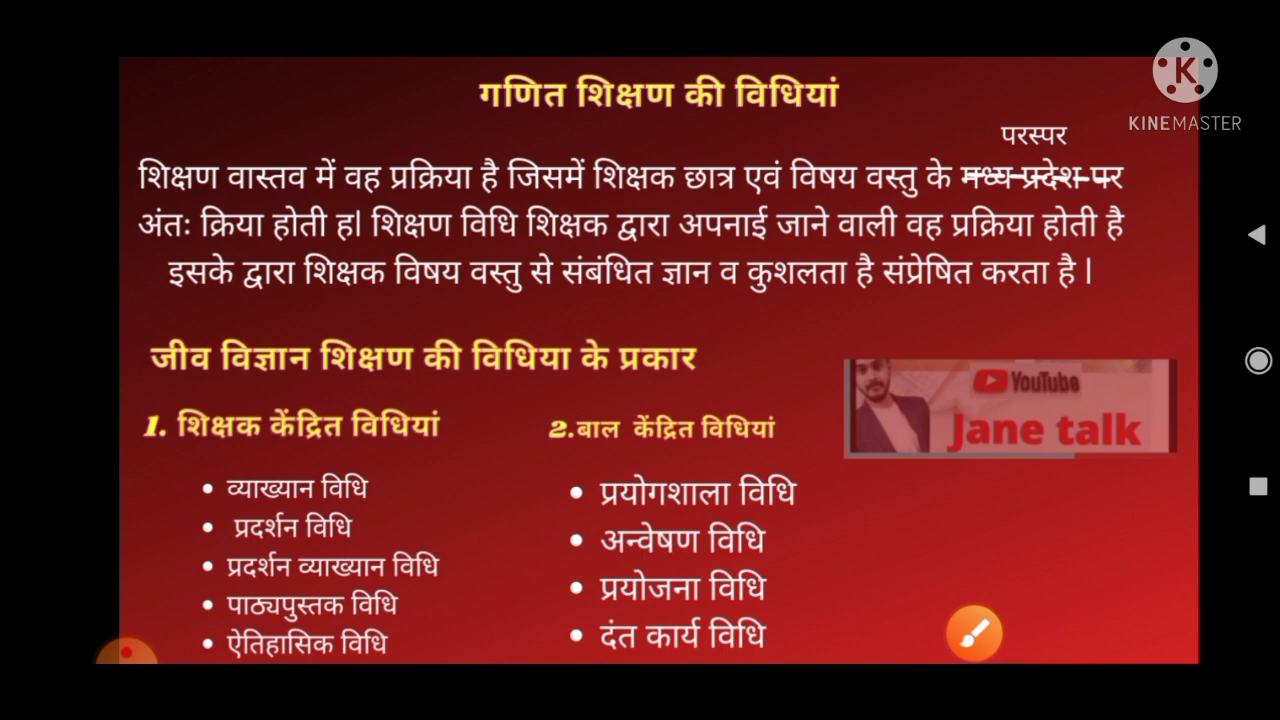 गणित शिक्षण की विधियां
K
KINEMASTER
परस्पर
शिक्षण वास्तव में वह प्रक्रिया है जिसमें शिक्षक छात्र एवं विषय वस्तु के मध्य प्रदेश पर
अंतः क्रिया होती ह| शिक्षण विधि शिक्षक द्वारा अपनाई जाने वाली वह प्रक्रिया होती है
इसके द्वारा शिक्षक विषय वस्तु से संबंधित ज्ञान व कुशलता है संप्रेषित करता है |
जीव विज्ञान शिक्षण की विधिया के प्रकार
YouTube
Jane talk
1. शिक्षक केंद्रित विधियां
• व्याख्यान विधि
• प्रदर्शन विधि
• प्रदर्शन व्याख्यान विधि
• पाठ्यपुस्तक विधि
• ऐतिहासिक विधि
2.बाल केंद्रित विधियां
• प्रयोगशाला विधि
• अन्वेषण विधि
• प्रयोजना विधि
• दंत कार्य विधि